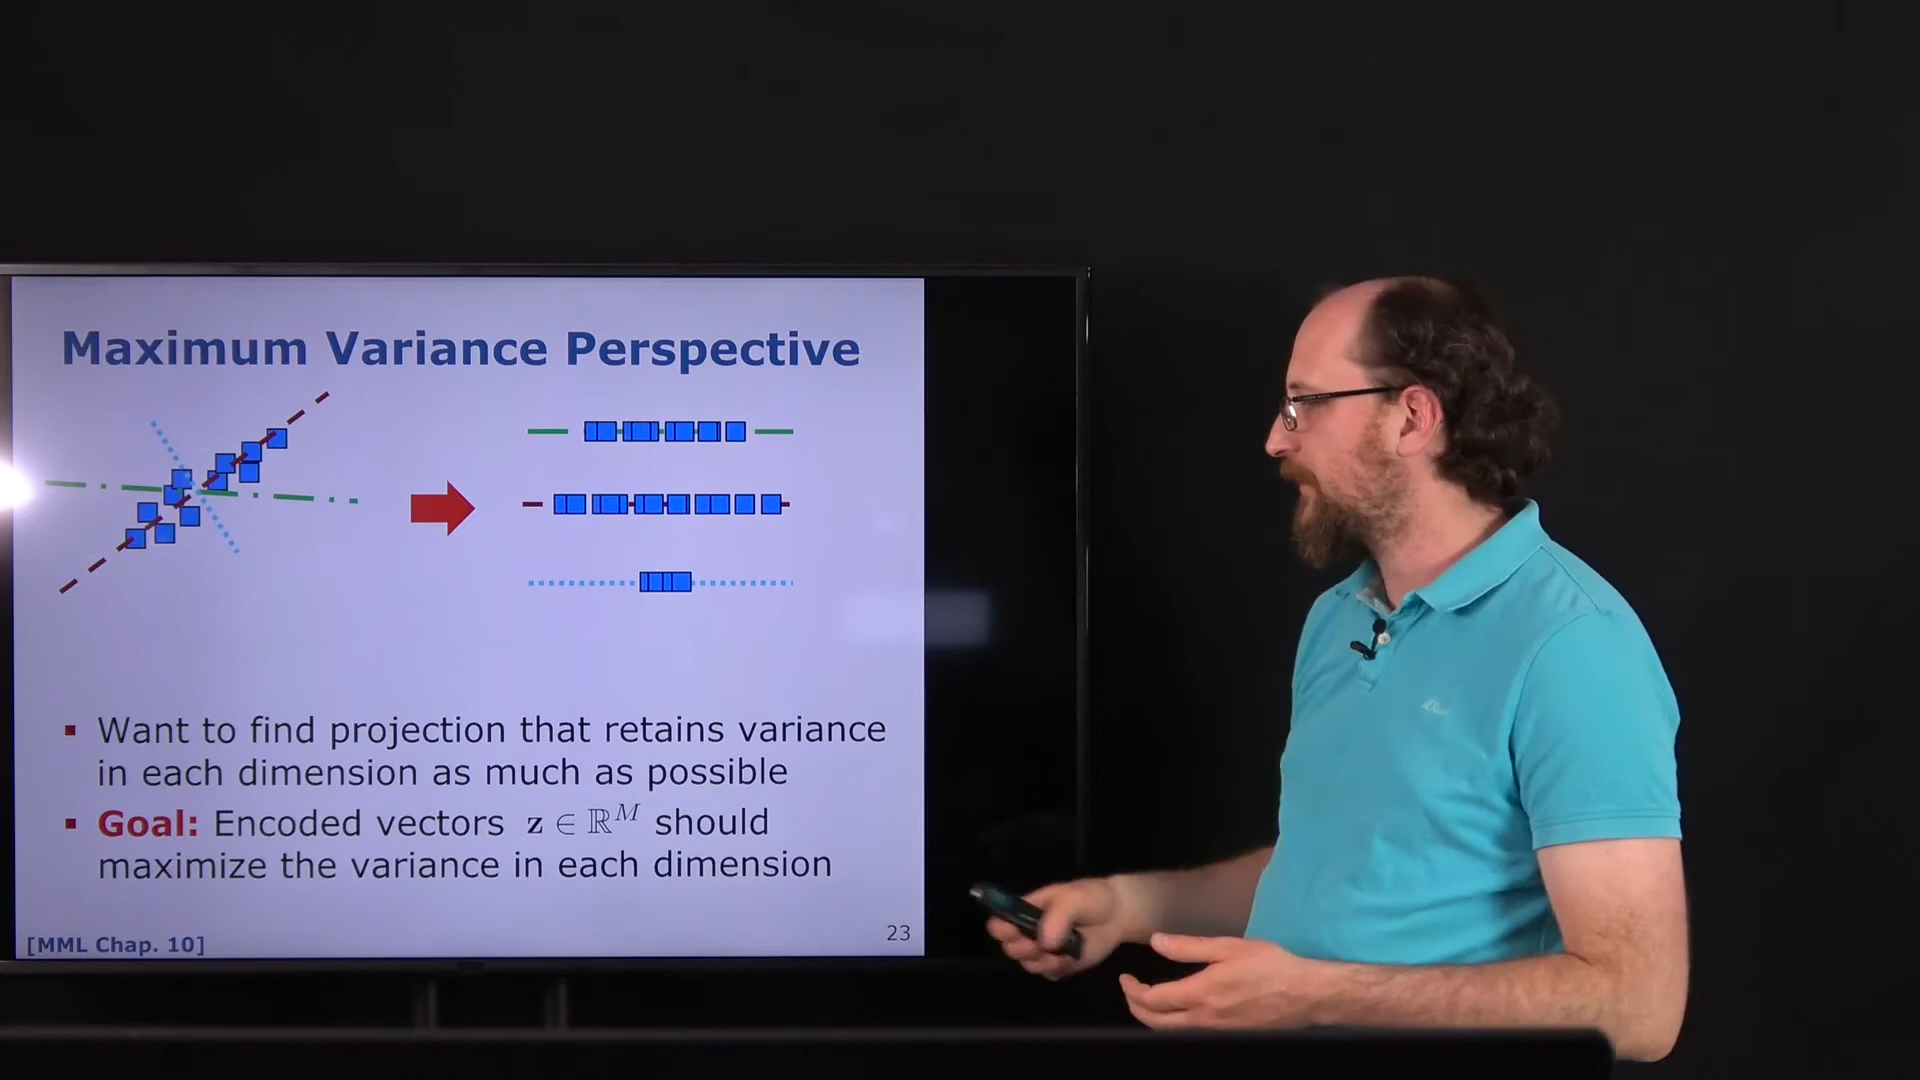 Maximum Variance Perspective
▪ Want to find projection that retains variance
in each dimension as much as possible
▪ Goal: Encoded vectors z ∈ ℝ^M should
maximize the variance in each dimension
[MML Chap. 10]
23